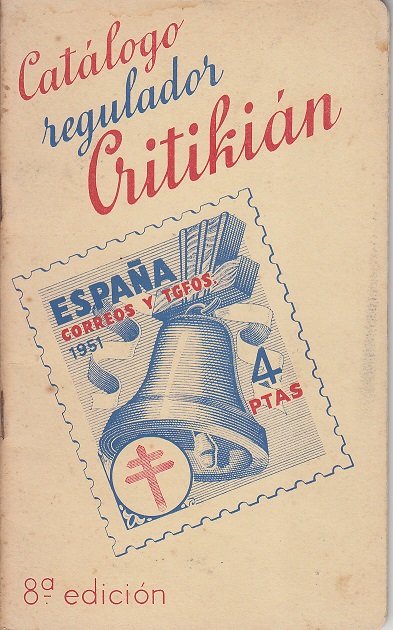 Catálogo
regulador
Critikián
ESPAÑA
CORREOS Y TGFOS.
1951
4
PTAS
8ª edición